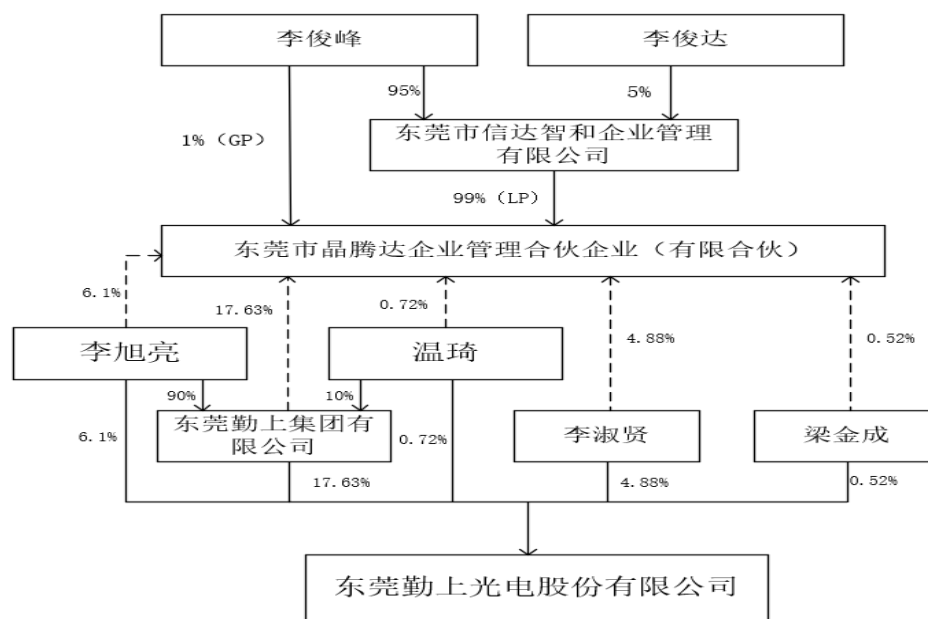 李俊峰
李俊达
95%
5%
1% (GP)
东莞市信达智和企业管理
有限公司
99% (LP)
东莞市晶腾达企业管理合伙企业（有限合伙）
6.1%
17.63%
0.72%
4.88%
0.52%
李旭亮
温琦
90%
10%
东莞勤上集团有
限公司
李淑贤
梁金成
6.1%
0.72%
17.63%
4.88%
0.52%
东莞勤上光电股份有限公司